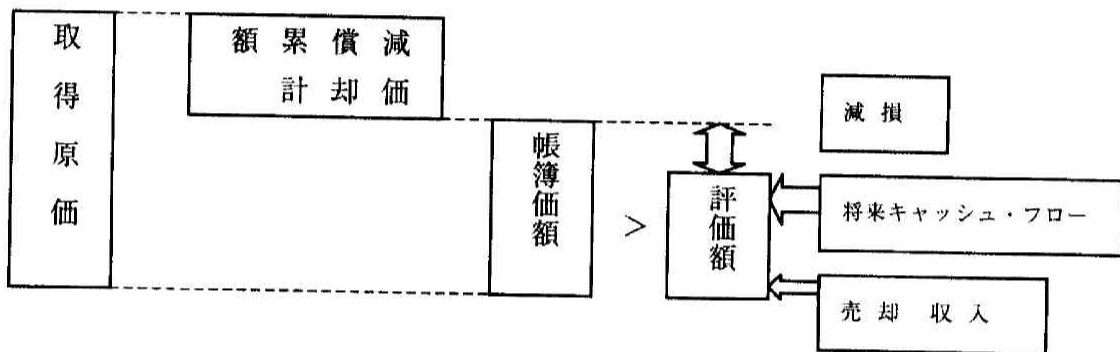 取得原価
減価
償却
累計
額
帳簿価額
>
評価額
減損
将来キャッシュ・フロー
売却 収入